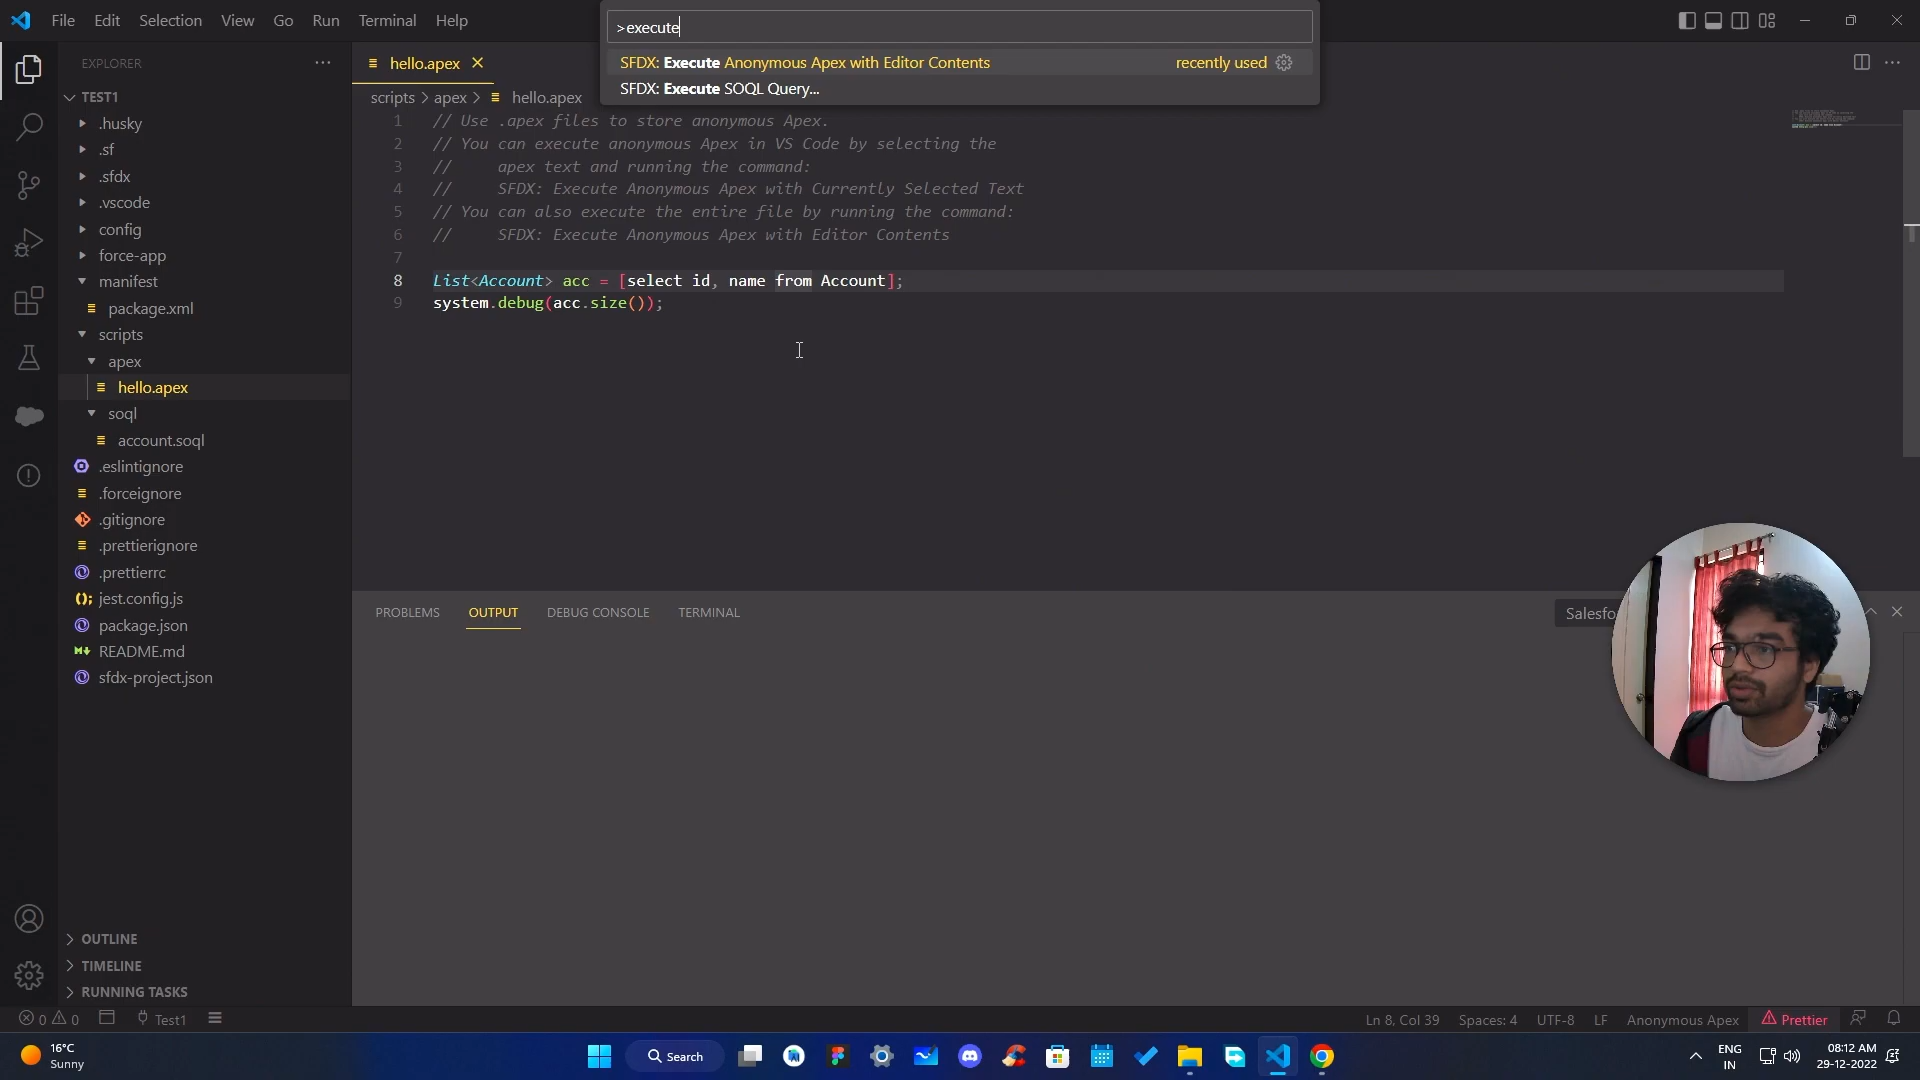 File Edit Selection View Go Run Terminal Help
>execute
SFDX: Execute Anonymous Apex with Editor Contents recently used
SFDX: Execute SOQL Query...
EXPLORER
TEST1
.husky
.sf
.sfdx
.vscode
config
force-app
manifest
package.xml
scripts
apex
hello.apex
soql
account.soql
.eslintignore
.forceignore
.gitignore
.prettierignore
.prettierrc
jest.config.js
package.json
README.md
sfdx-project.json
OUTLINE
TIMELINE
RUNNING TASKS
hello.apex
scripts > apex > hello.apex
1 // Use .apex files to store anonymous Apex.
2 // You can execute anonymous Apex in VS Code by selecting the
3 //     apex text and running the command:
4 //     SFDX: Execute Anonymous Apex with Currently Selected Text
5 // You can also execute the entire file by running the command:
6 //     SFDX: Execute Anonymous Apex with Editor Contents
7
8 List<Account> acc = [select id, name from Account];
9 system.debug(acc.size());
PROBLEMS OUTPUT DEBUG CONSOLE TERMINAL
Salesfo
0 0 Test1
Ln 8, Col 39 Spaces: 4 UTF-8 LF Anonymous Apex Prettier
16°C
Sunny
Search
ENG
IN
08:12 AM
29-12-2022